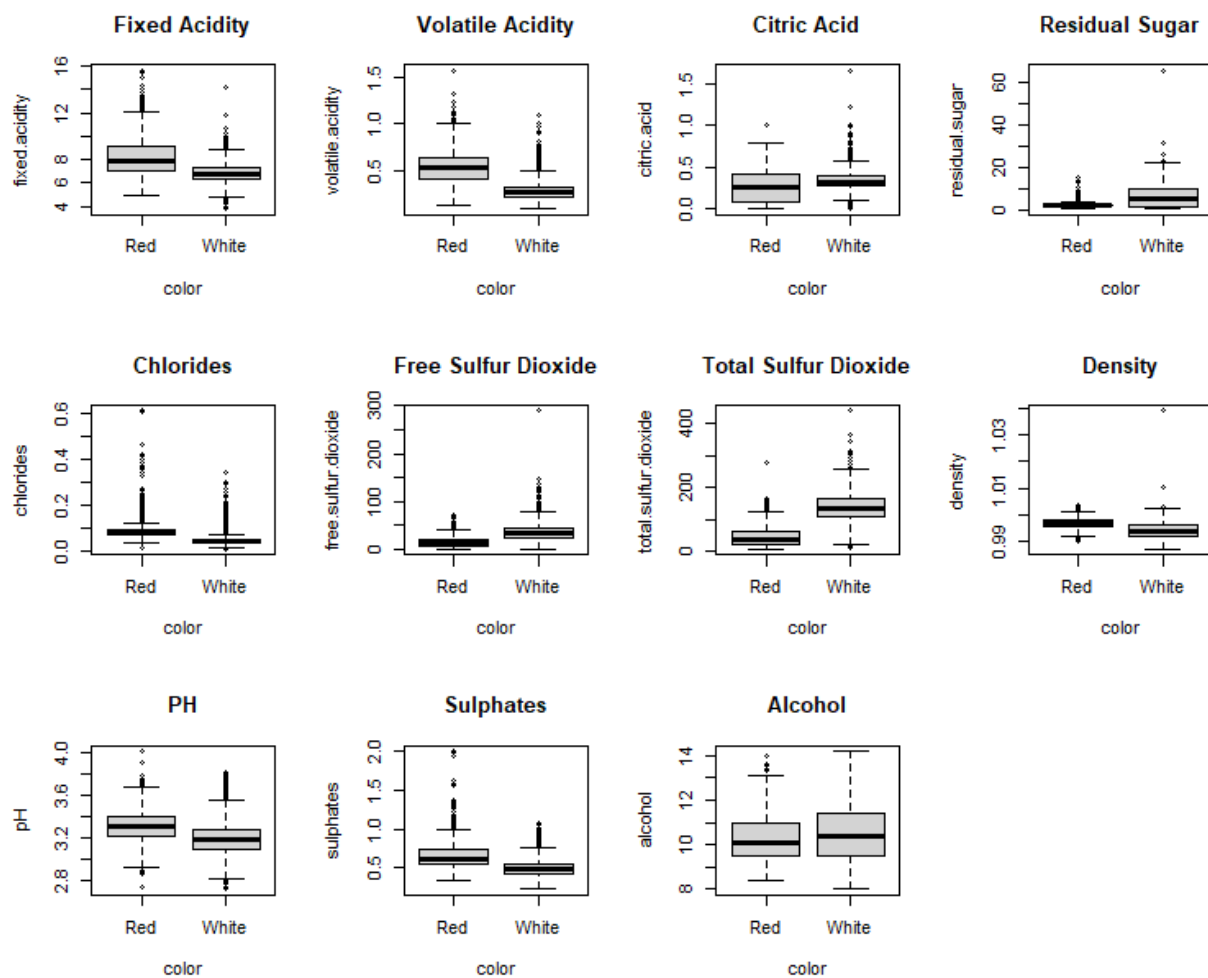 Fixed Acidity
fixed.acidity
4 6 8 12 16
Red White
color
Volatile Acidity
volatile.acidity
0.5 1.0 1.5
Red White
color
Citric Acid
citric.acid
0.0 0.5 1.0 1.5
Red White
color
Residual Sugar
residual.sugar
0 20 40 60
Red White
color
Chlorides
chlorides
0.0 0.2 0.4 0.6
Red White
color
Free Sulfur Dioxide
free.sulfur.dioxide
0 100 200 300
Red White
color
Total Sulfur Dioxide
total.sulfur.dioxide
0 200 400
Red White
color
Density
density
0.99 1.01 1.03
Red White
color
PH
pH
2.8 3.2 3.6 4.0
Red White
color
Sulphates
sulphates
0.5 1.0 1.5 2.0
Red White
color
Alcohol
alcohol
8 10 12 14
Red White
color